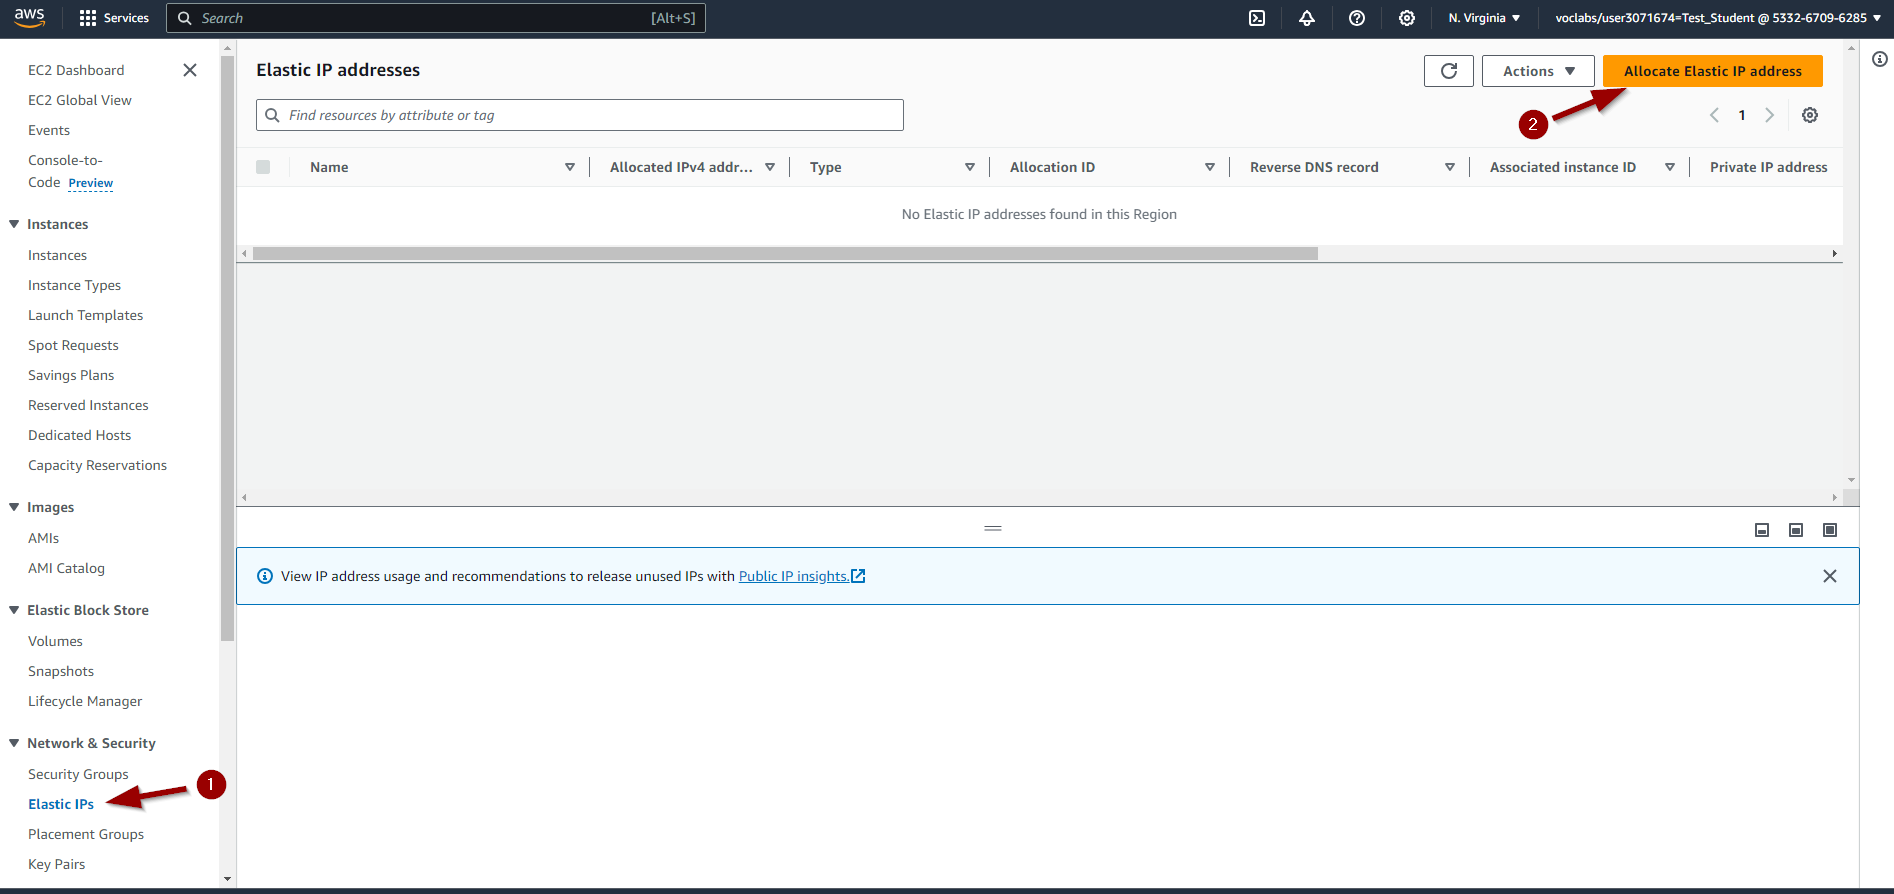 aws
Services
Search
[Alt+S]
N. Virginia
voclabs/user3071674=Test_Student @ 5332-6709-6285
EC2 Dashboard
EC2 Global View
Events
Console-to-
Code Preview
Instances
Instances
Instance Types
Launch Templates
Spot Requests
Savings Plans
Reserved Instances
Dedicated Hosts
Capacity Reservations
Images
AMIs
AMI Catalog
Elastic Block Store
Volumes
Snapshots
Lifecycle Manager
Network & Security
Security Groups
Elastic IPs
1
Placement Groups
Key Pairs
Elastic IP addresses
Actions
Allocate Elastic IP address
2
Find resources by attribute or tag
1
Name
Allocated IPv4 addr...
Type
Allocation ID
Reverse DNS record
Associated instance ID
Private IP address
No Elastic IP addresses found in this Region
View IP address usage and recommendations to release unused IPs with Public IP insights.